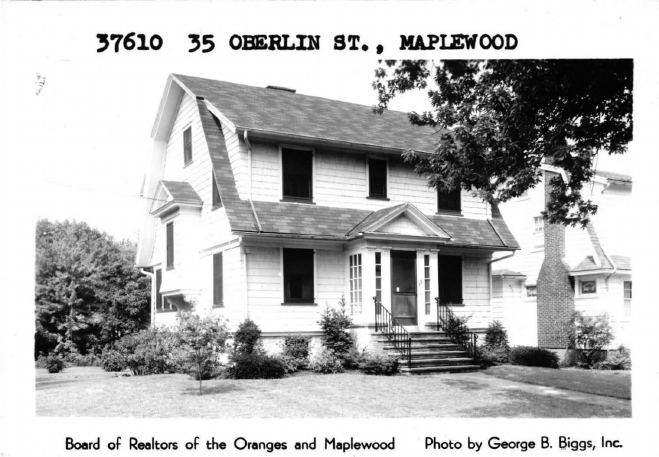 37610 35 OBERLIN ST., MAPLEWOOD
Board of Realtors of the Oranges and Maplewood Photo by George B. Biggs, Inc.